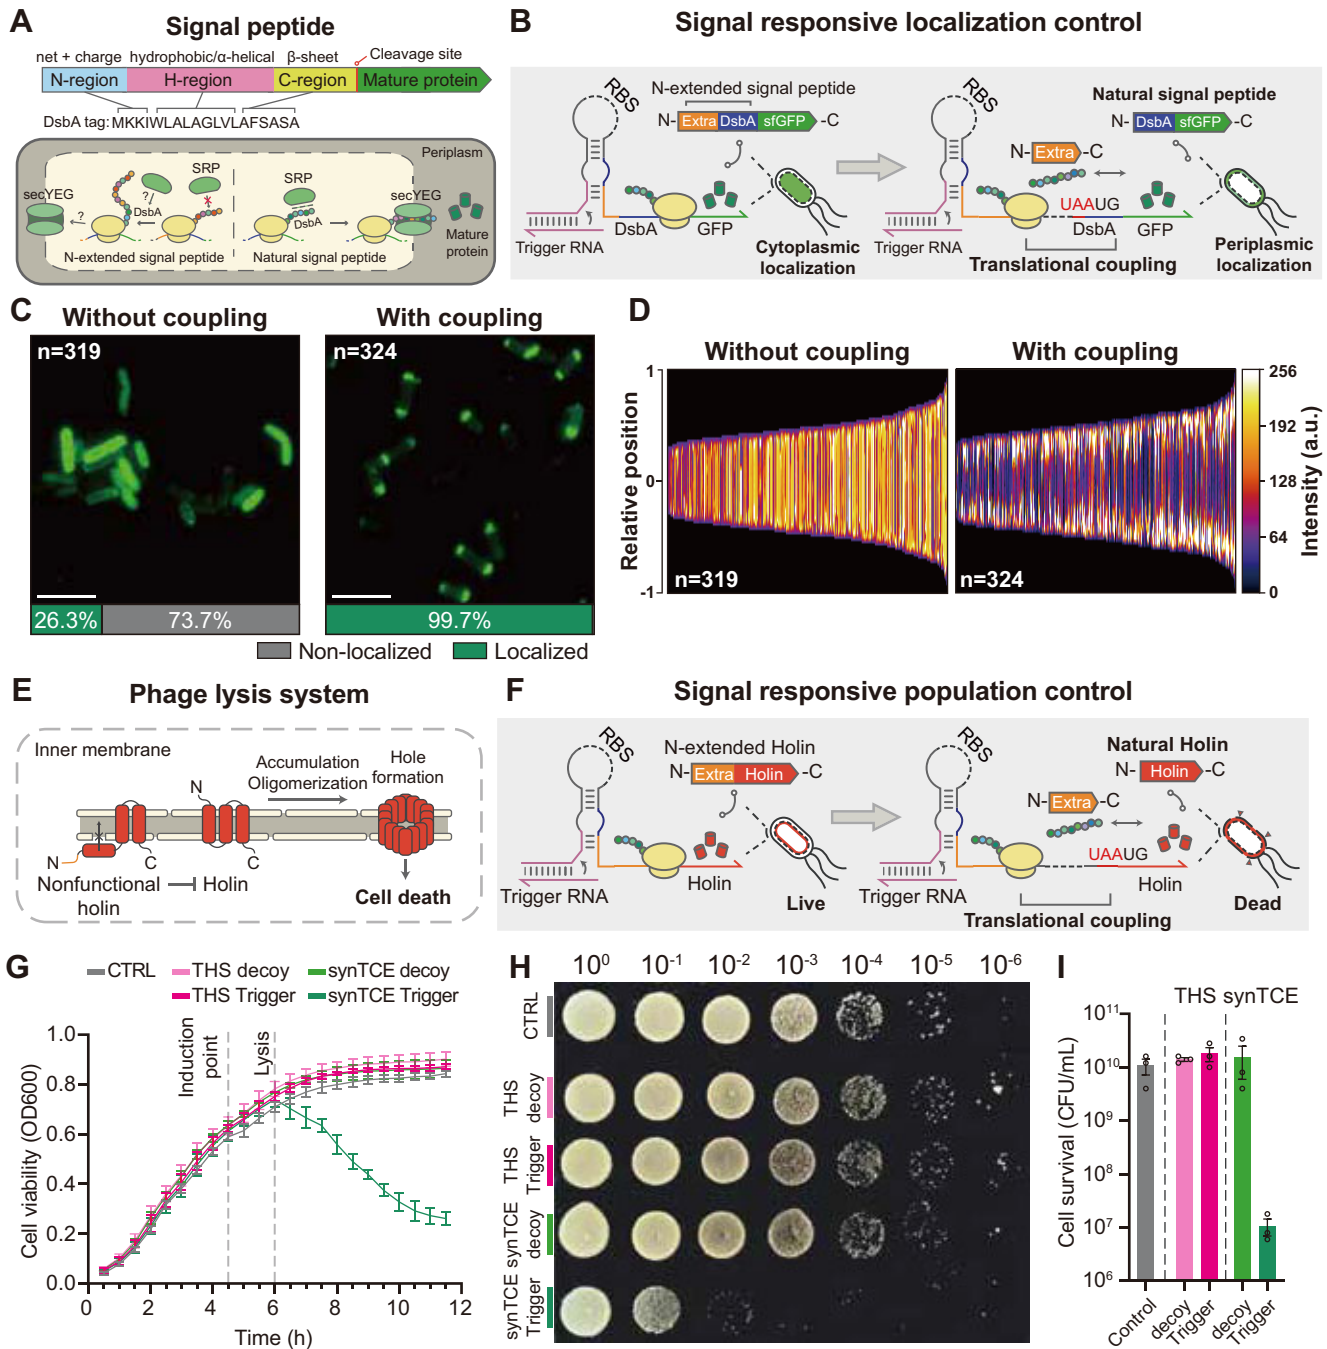 A
Signal peptide
net + charge hydrophobic/α-helical β-sheet Cleavage site
N-region H-region C-region Mature protein
DsbA tag: MKKIWLALAGLVLAFSASA
Periplasm
SRP
SRP
secYEG
secYEG
?
?
DsbA
DsbA
Mature
protein
N-extended signal peptide Natural signal peptide
B
Signal responsive localization control
RBS
N-extended signal peptide
N- Extra DsbA sfGFP -C
Trigger RNA
DsbA GFP
Cytoplasmic
localization
RBS
Natural signal peptide
N- DsbA sfGFP -C
N- Extra -C
UAAUG
Trigger RNA
DsbA GFP
Translational coupling
Periplasmic
localization
C
Without coupling With coupling
n=319 n=324
26.3% 73.7% 99.7%
Non-localized Localized
D
Without coupling With coupling
Relative position
1
0
-1
n=319 n=324
256
192
128
64
0
Intensity (a.u.)
E
Phage lysis system
Inner membrane
Accumulation
Oligomerization
Hole
formation
N
N
C
C
Nonfunctional
holin
Holin
Cell death
F
Signal responsive population control
RBS
N-extended Holin
N- Extra Holin -C
Trigger RNA
Holin
Live
RBS
Natural Holin
N- Holin -C
N- Extra -C
UAAUG
Trigger RNA
Holin
Translational coupling
Dead
G
CTRL THS decoy synTCE decoy
THS Trigger synTCE Trigger
Cell viability (OD600)
1.0
0.8
0.6
0.4
0.2
0.0
Induction
point
Lysis
0 2 4 6 8 10 12
Time (h)
H
10⁰ 10⁻¹ 10⁻² 10⁻³ 10⁻⁴ 10⁻⁵ 10⁻⁶
CTRL
THS
decoy
THS
Trigger
synTCE
decoy
synTCE
Trigger
I
THS synTCE
Cell survival (CFU/mL)
10¹¹
10¹⁰
10⁹
10⁸
10⁷
10⁶
Control
decoy
Trigger
decoy
Trigger